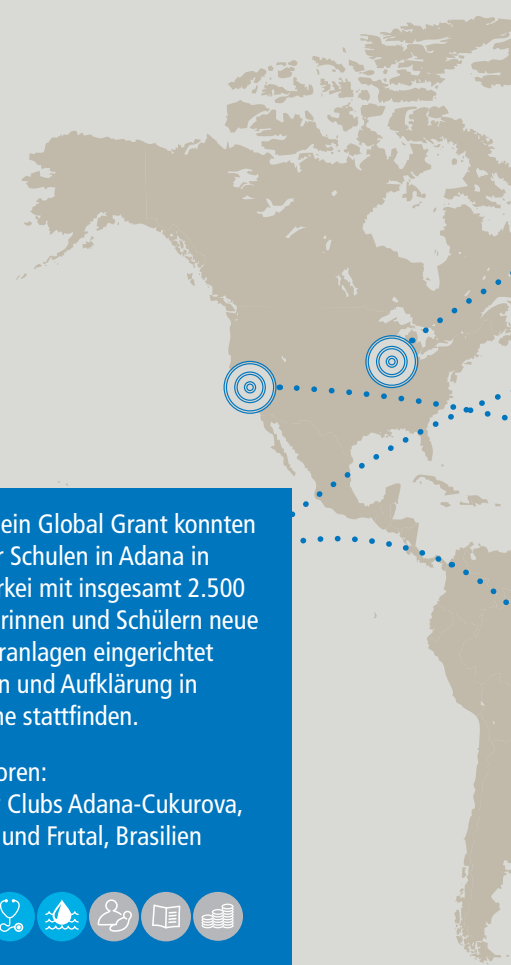 ein Global Grant konnten
r Schulen in Adana in
rkei mit insgesamt 2.500
rinnen und Schülern neue
ranlagen eingerichtet
n und Aufklärung in
ne stattfinden.
oren:
Clubs Adana-Cukurova,
und Frutal, Brasilien